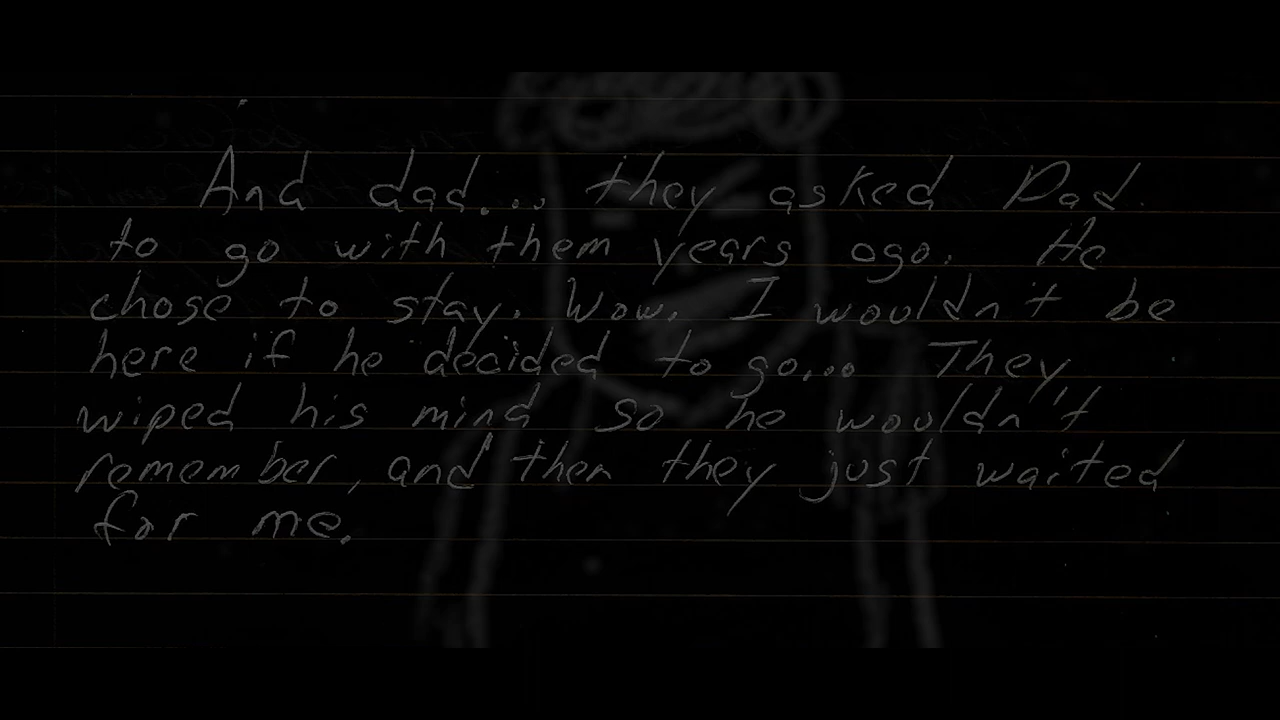 And dad... they asked Dad
to go with them years ago. He
chose to stay. Wow. I wouldn't be
here if he decided to go... They
wiped his mind so he wouldn't
remember, and then they just waited
for me.